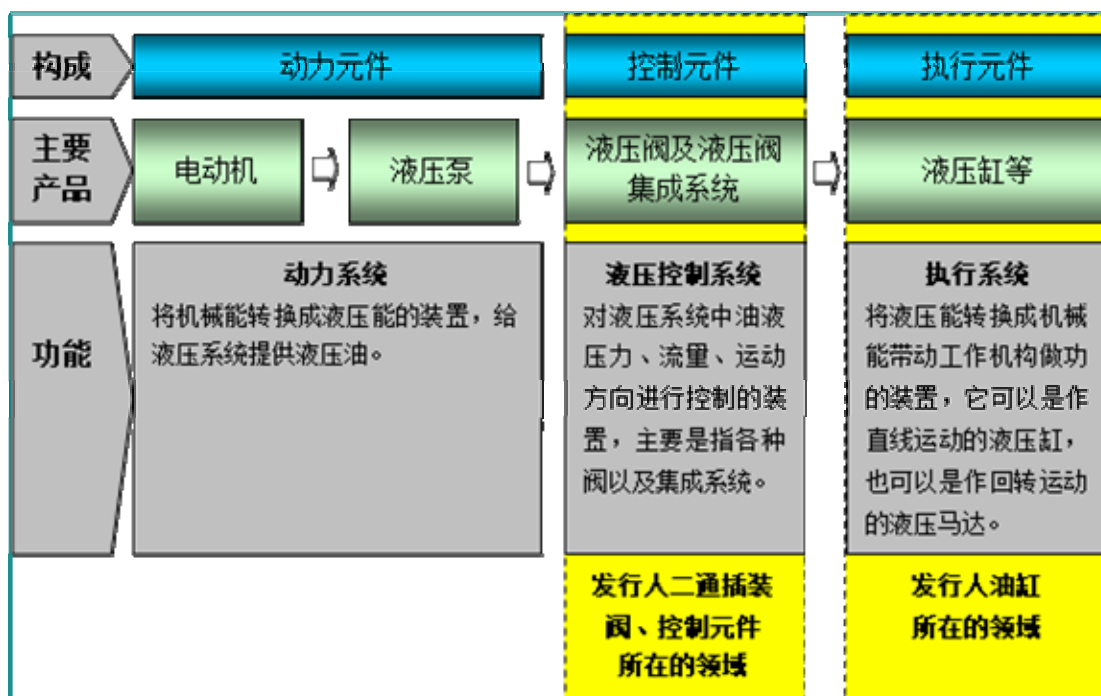 构成
动力元件
控制元件
执行元件
主要
产品
电动机
液压泵
液压阀及液压阀
集成系统
液压缸等
功能
动力系统
将机械能转换成液压能的装置，给
液压系统提供液压油。
液压控制系统
对液压系统中油液
压力、流量、运动
方向进行控制的装
置，主要是指各种
阀以及集成系统。
执行系统
将液压能转换成机械
能带动工作机构做功
的装置，它可以是作
直线运动的液压缸，
也可以是作回转运动
的液压马达。
发行人二通插装
阀、控制元件
所在的领域
发行人油缸
所在的领域